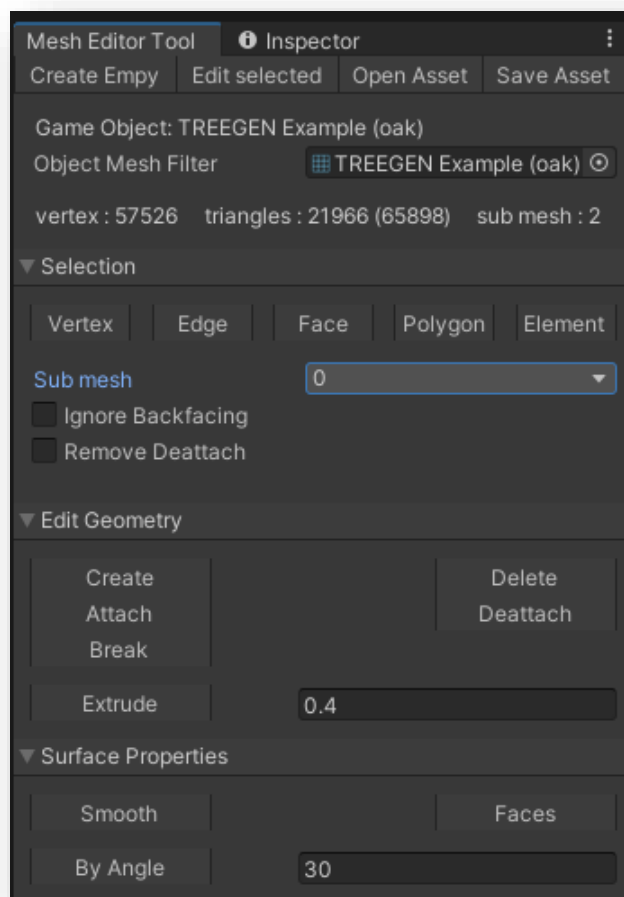 Mesh Editor Tool Inspector
Create Empy Edit selected Open Asset Save Asset
Game Object: TREEGEN Example (oak)
Object Mesh Filter TREEGEN Example (oak)
vertex : 57526 triangles : 21966 (65898) sub mesh : 2
Selection
Vertex Edge Face Polygon Element
Sub mesh 0
Ignore Backfacing
Remove Deattach
Edit Geometry
Create Delete
Attach Deattach
Break
Extrude 0.4
Surface Properties
Smooth Faces
By Angle 30